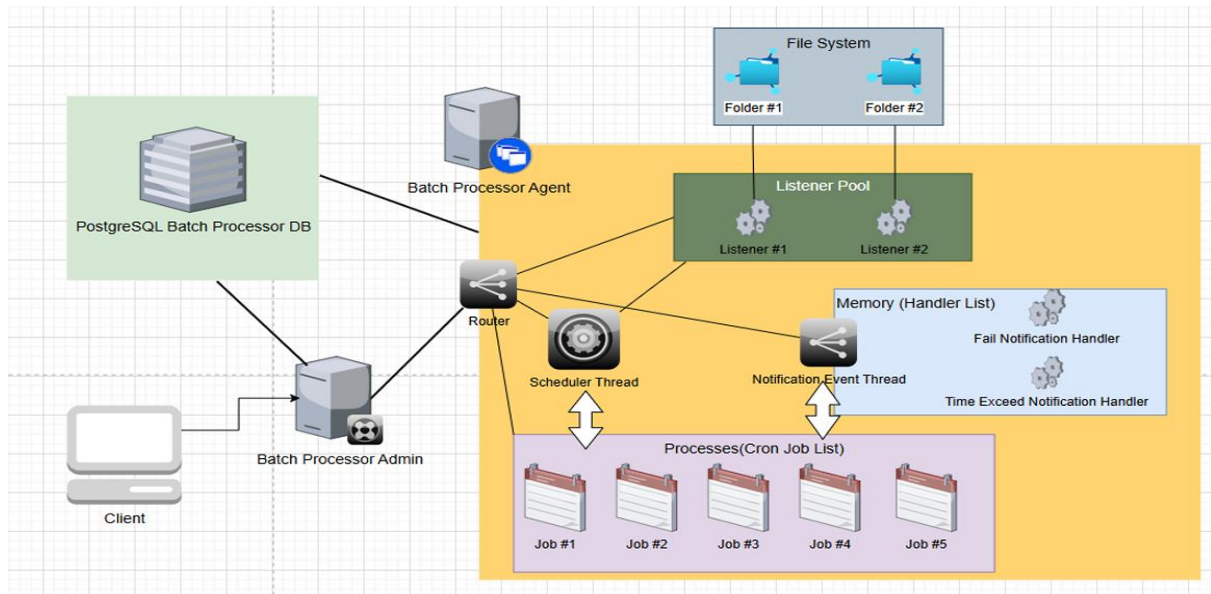 File System
Folder #1
Folder #2
Batch Processor Agent
PostgreSQL Batch Processor DB
Listener Pool
Listener #1
Listener #2
Router
Scheduler Thread
Memory (Handler List)
Fail Notification Handler
Notification Event Thread
Time Exceed Notification Handler
Client
Batch Processor Admin
Processes(Cron Job List)
Job #1
Job #2
Job #3
Job #4
Job #5